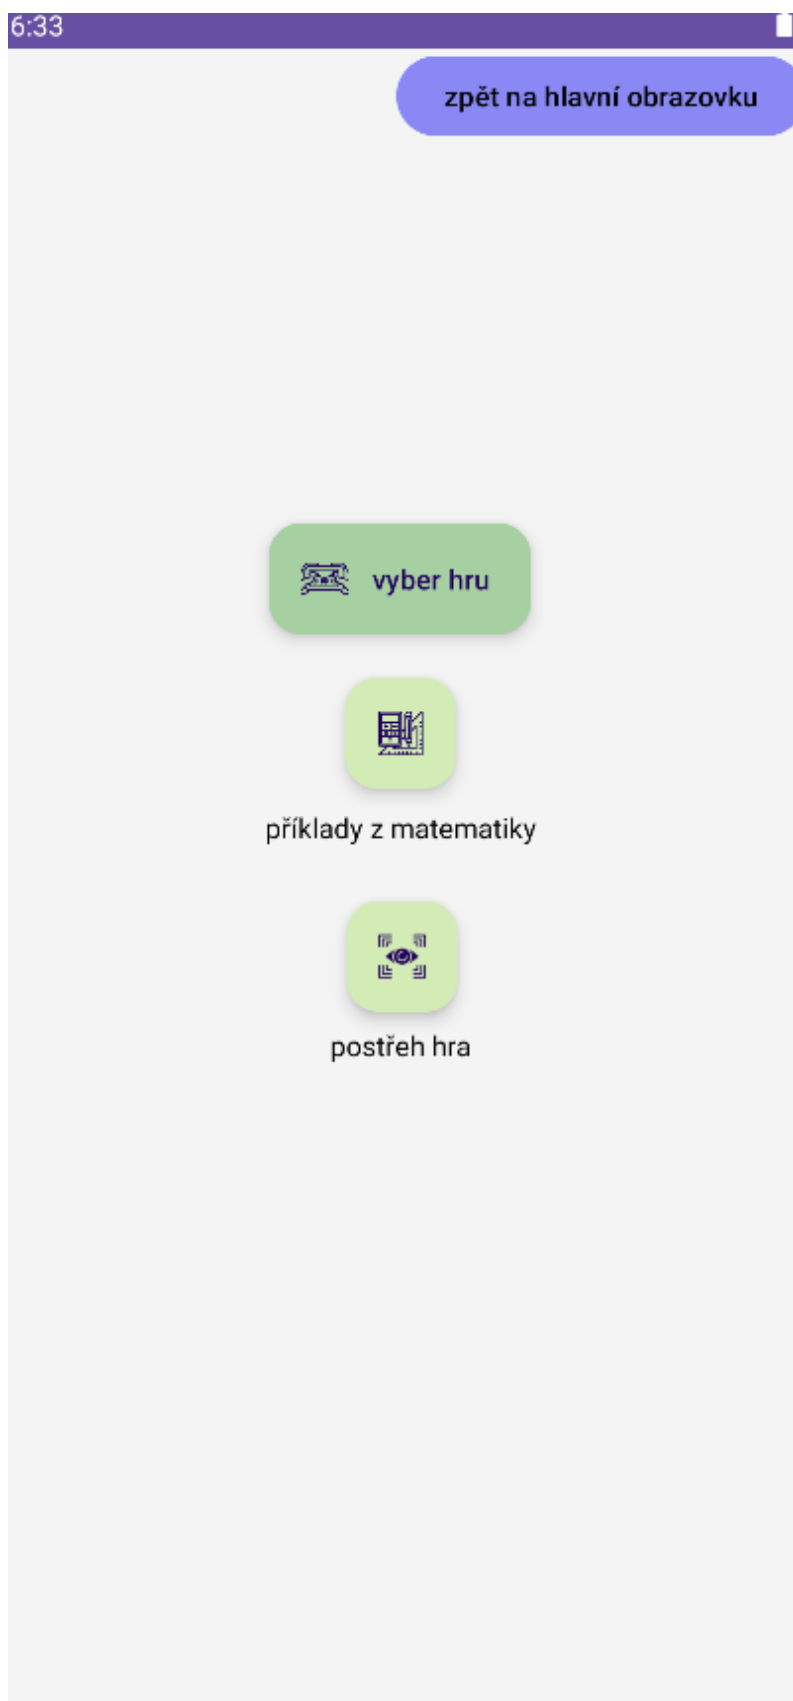 6:33
zpět na hlavní obrazovku
vyber hru
příklady z matematiky
postřeh hra